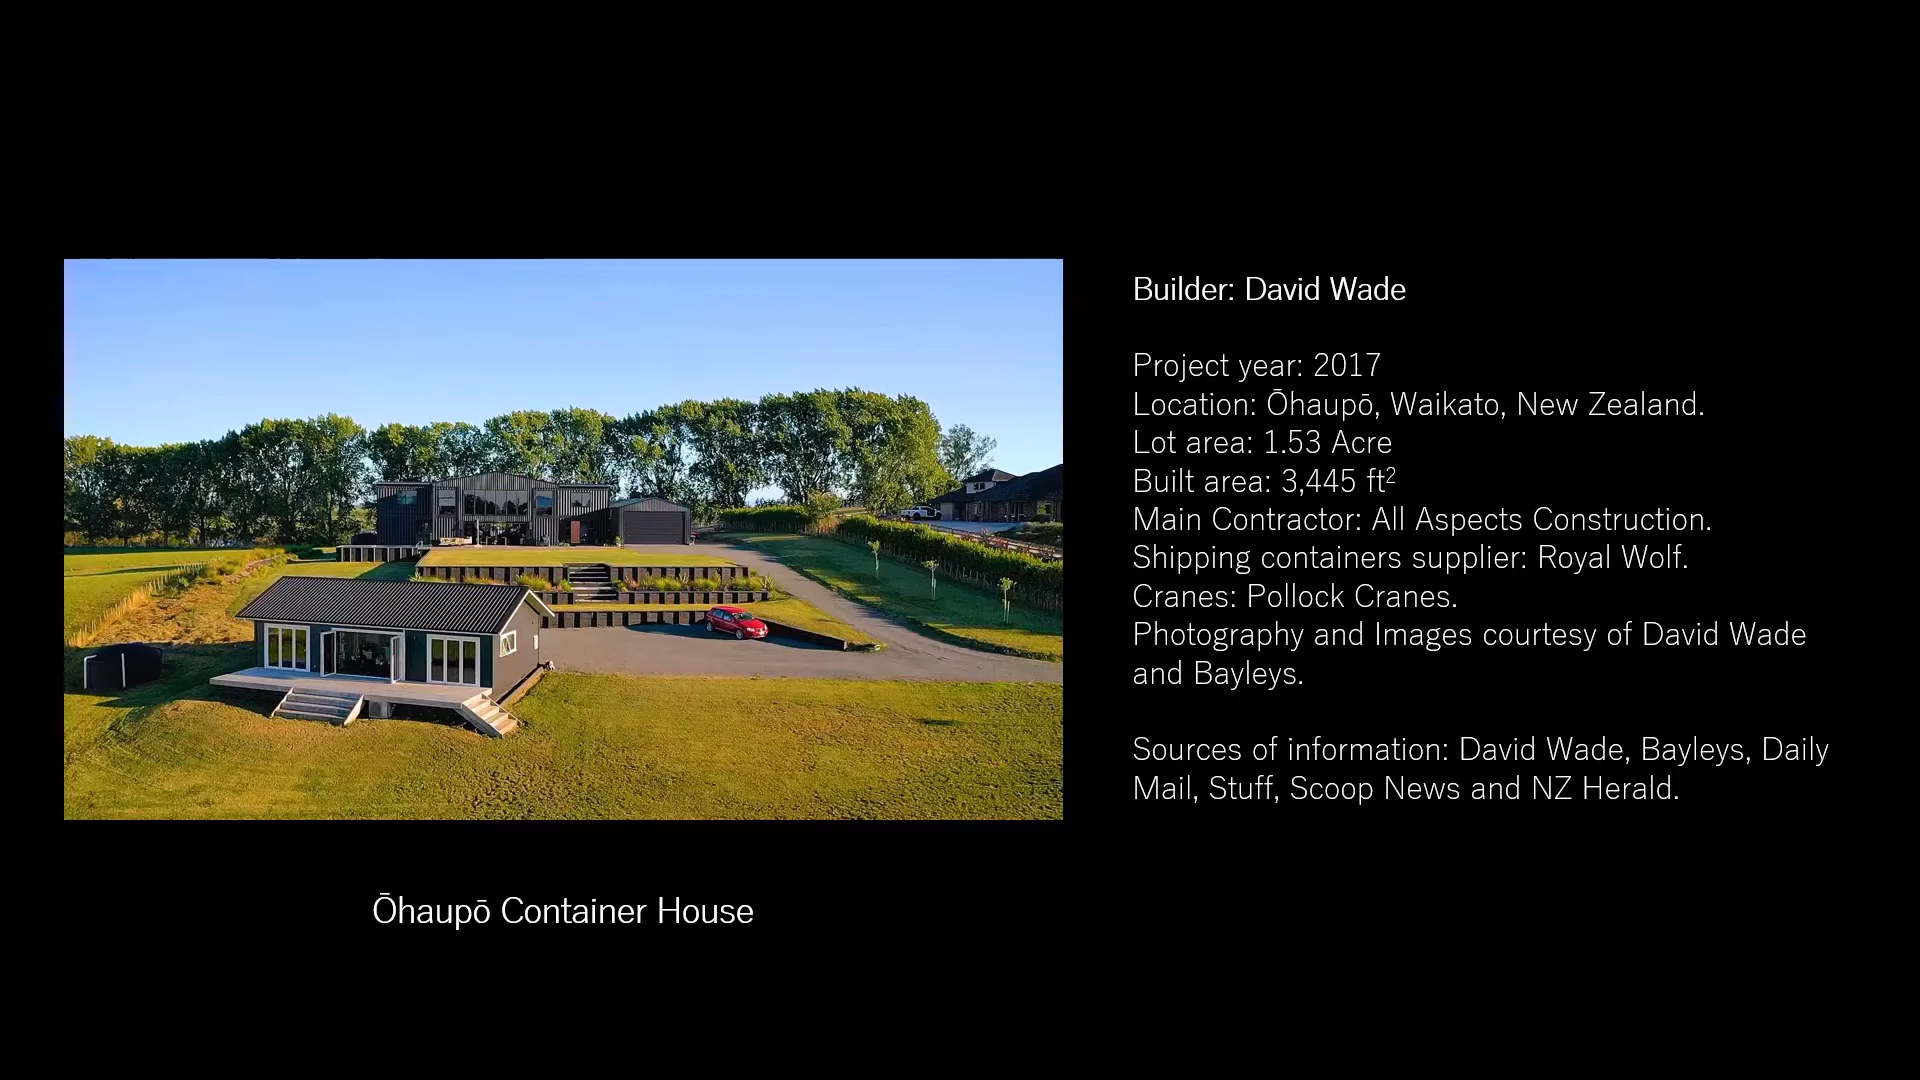 Builder: David Wade
Project year: 2017
Location: Ōhaupō, Waikato, New Zealand.
Lot area: 1.53 Acre
Built area: 3,445 ft²
Main Contractor: All Aspects Construction.
Shipping containers supplier: Royal Wolf.
Cranes: Pollock Cranes.
Photography and Images courtesy of David Wade
and Bayleys.
Sources of information: David Wade, Bayleys, Daily
Mail, Stuff, Scoop News and NZ Herald.
Ōhaupō Container House